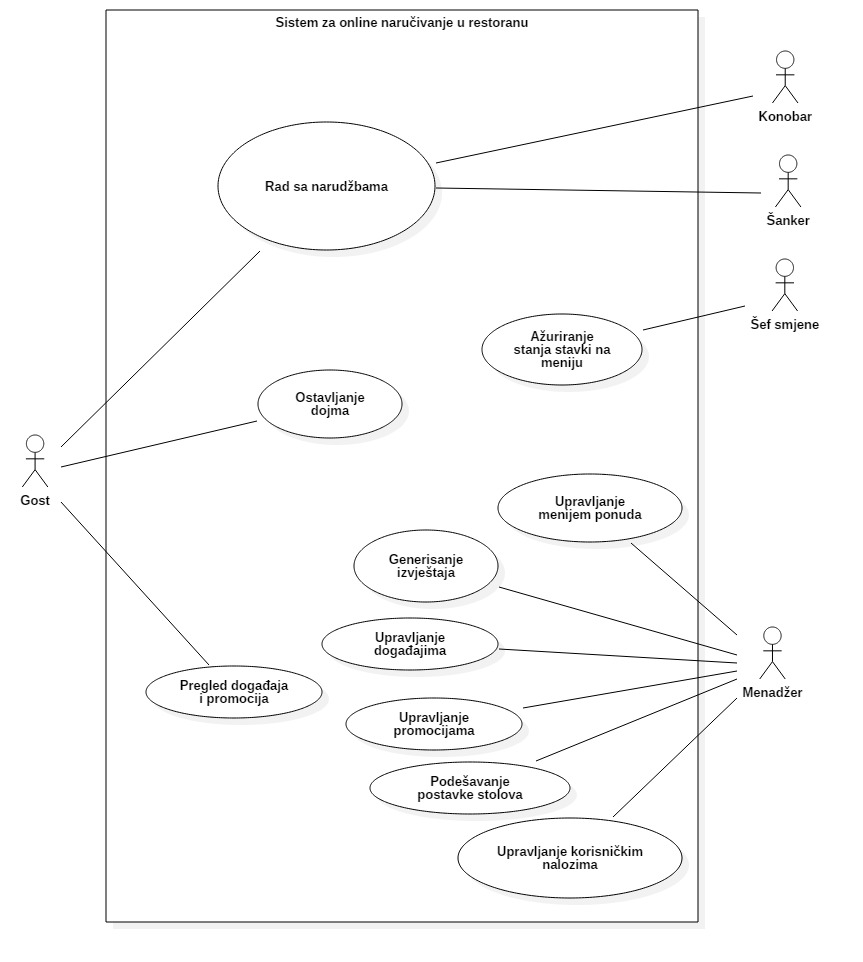 Sistem za online naručivanje u restoranu
Konobar
Rad sa narudžbama
Šanker
Šef smjene
Ažuriranje
stanja stavki na
meniju
Ostavljanje
dojma
Gost
Upravljanje
menijem ponuda
Generisanje
izvještaja
Upravljanje
događajima
Menadžer
Pregled događaja
i promocija
Upravljanje
promocijama
Podešavanje
postavke stolova
Upravljanje korisničkim
nalozima